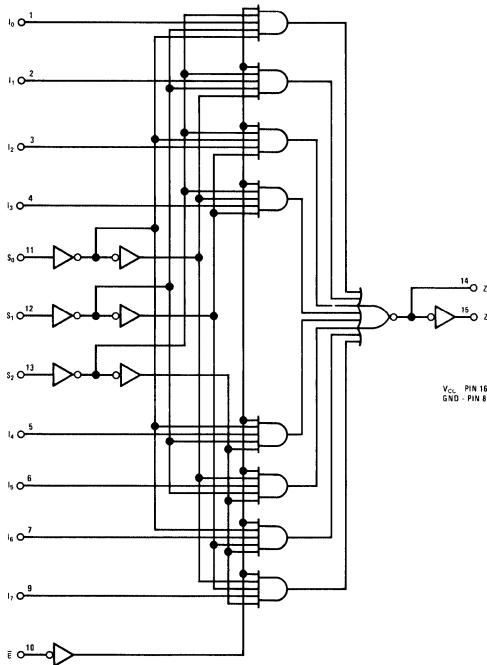 I₀ 1
I₁ 2
I₂ 3
I₃ 4
S₀ 11
S₁ 12
S₂ 13
14 Z
15 Z
V_CC PIN 16
GND - PIN 8
I₄ 5
I₅ 6
I₆ 7
I₇ 9
E̅ 10